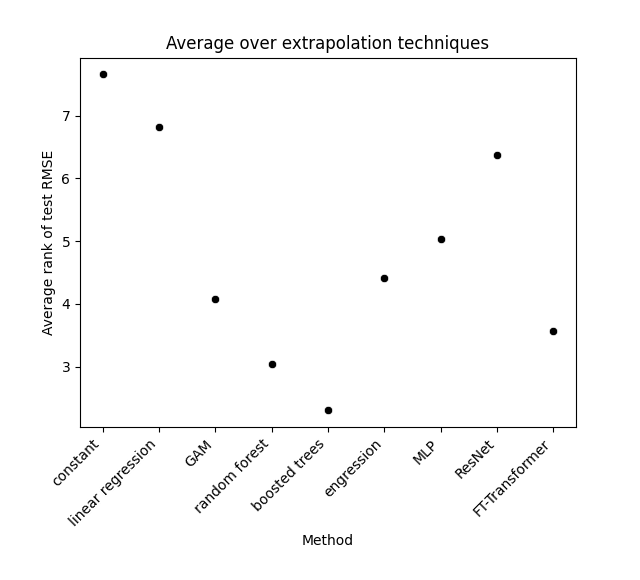 Average over extrapolation techniques
Average rank of test RMSE
7
6
5
4
3
constant
linear regression
GAM
random forest
boosted trees
engression
MLP
ResNet
FT-Transformer
Method